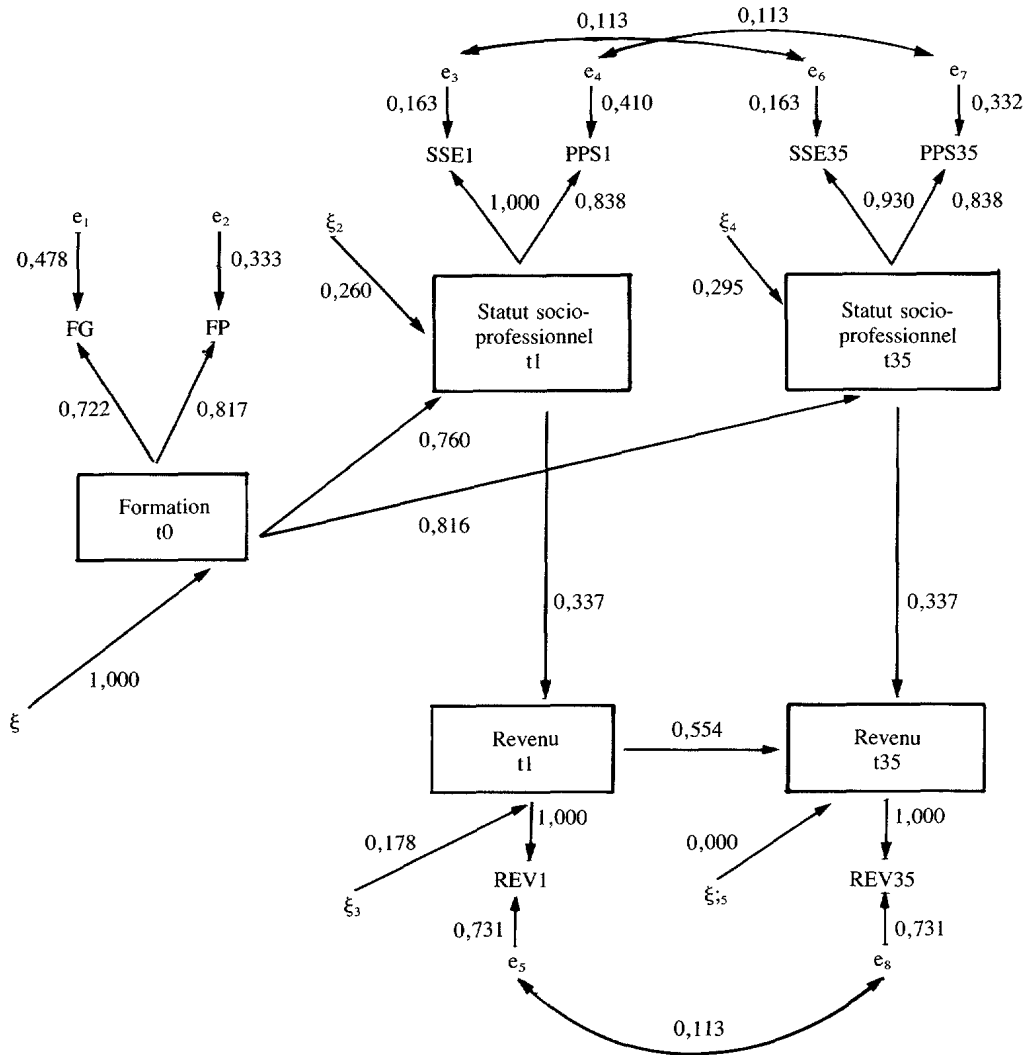 0,113 0,113
e₃ e₄ e₆ e₇
0,163 0,410 0,163 0,332
SSE1 PPS1 SSE35 PPS35
1,000 0,838 0,930 0,838
e₁ e₂ ξ₂ ξ₄
0,478 0,333 0,260 0,295
FG FP
Statut socio-
professionnel
t1
Statut socio-
professionnel
t35
0,722 0,817
0,760
0,816
Formation
t0
0,337 0,337
1,000
ξ
Revenu
t1
0,554
Revenu
t35
0,178 1,000 0,000 1,000
ξ₃ REV1 ξ;₅ REV35
0,731 0,731
e₅ e₈
0,113